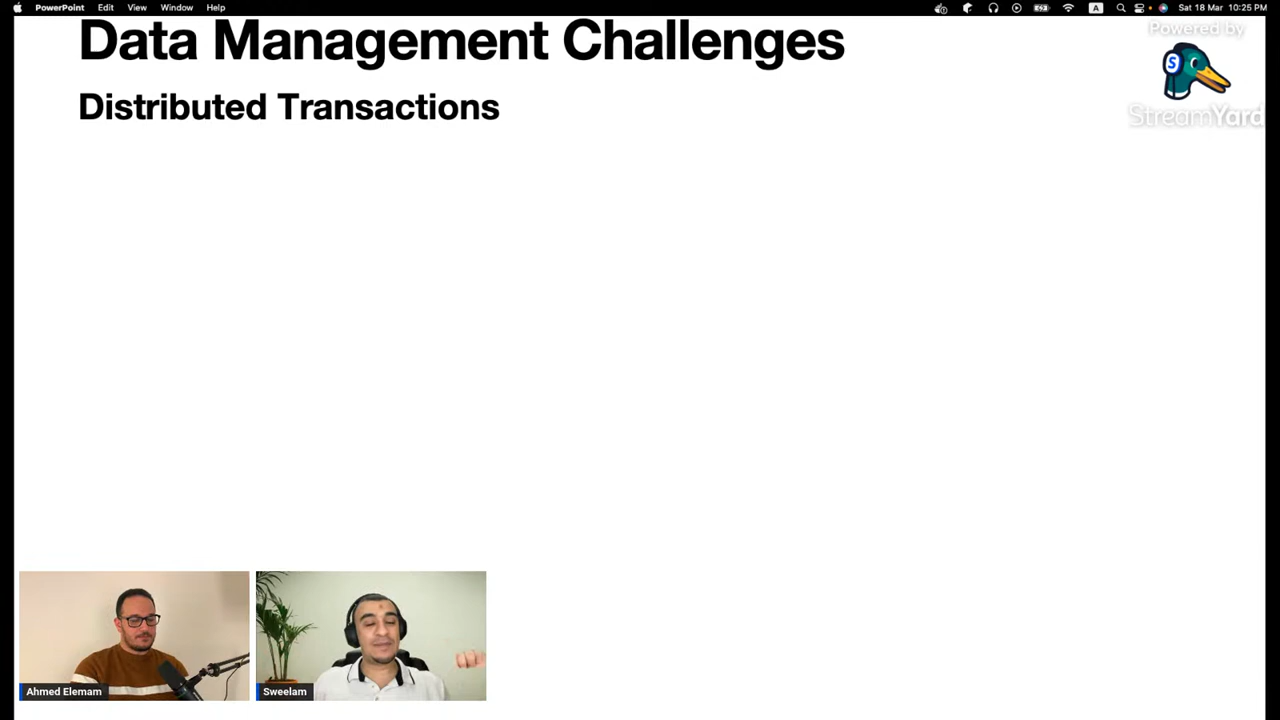 PowerPoint Edit View Window Help Sat 18 Mar 10:25 PM
Data Management Challenges
Distributed Transactions
Powered by
S
StreamYard
Ahmed Elemam
Sweelam